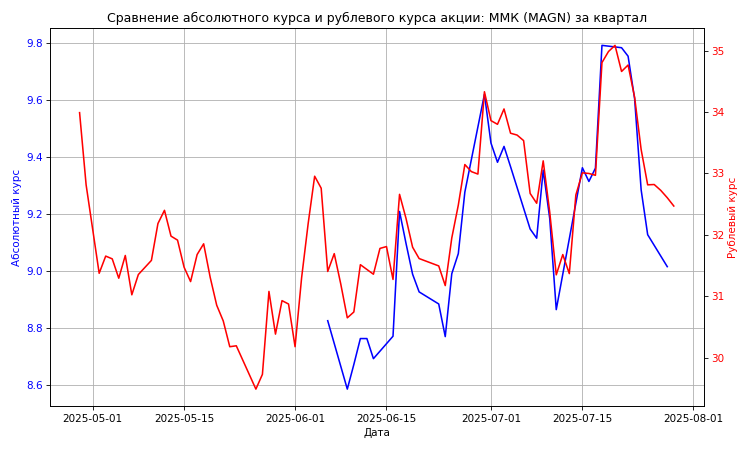 Сравнение абсолютного курса и рублевого курса акции: ММК (MAGN) за квартал
9.8
9.6
9.4
9.2
9.0
8.8
8.6
Абсолютный курс
35
34
33
32
31
30
Рублевый курс
2025-05-01 2025-05-15 2025-06-01 2025-06-15 2025-07-01 2025-07-15 2025-08-01
Дата